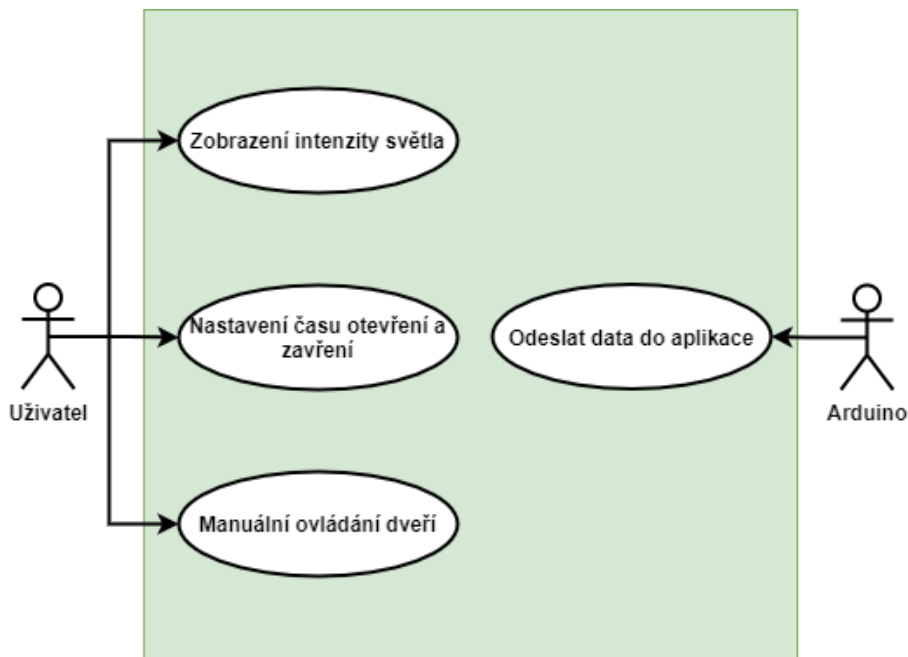 Zobrazení intenzity světla
Nastavení času otevření a
zavření
Odeslat data do aplikace
Uživatel
Arduino
Manuální ovládání dveří